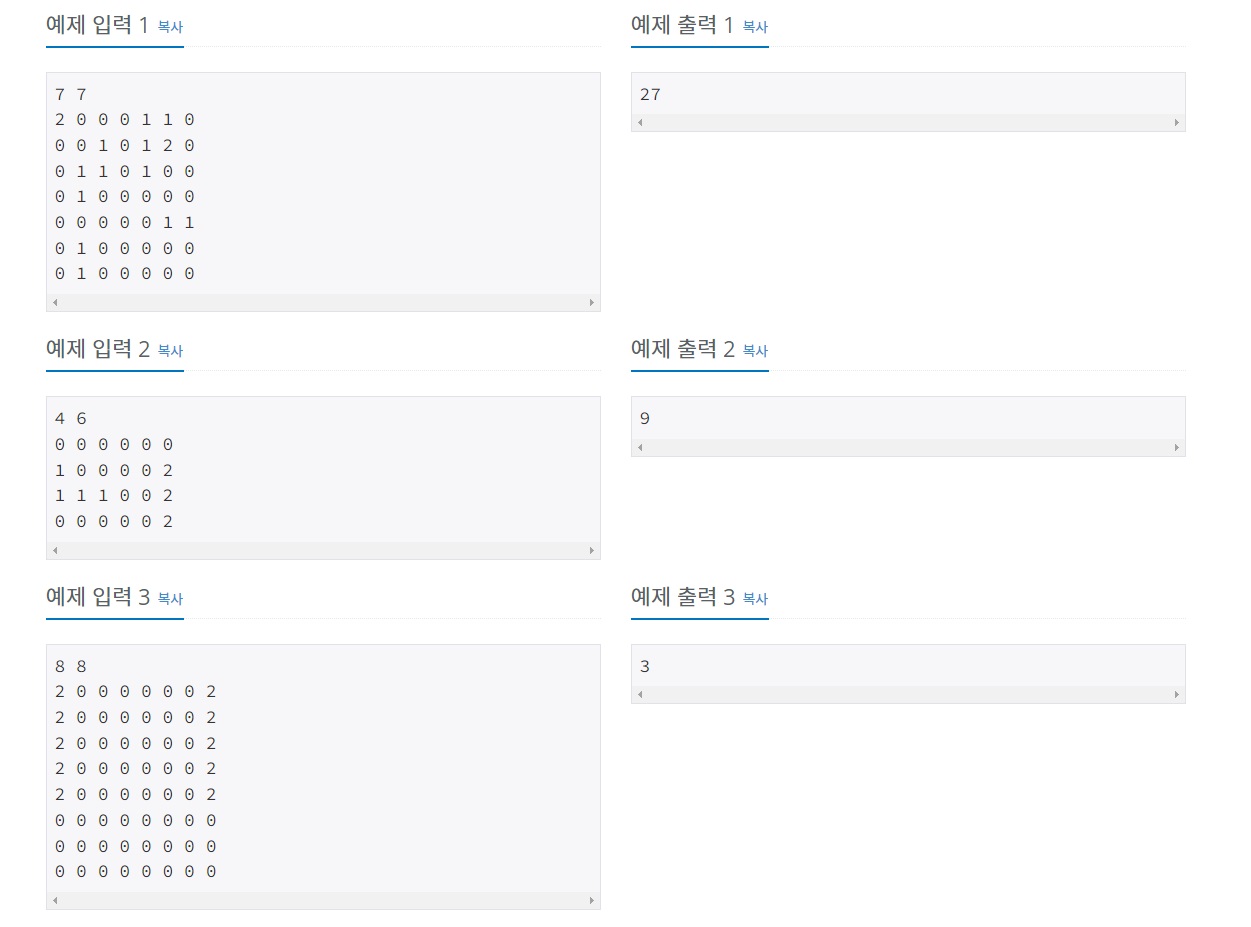 예제 입력 1 복사
7 7
2 0 0 0 1 1 0
0 0 1 0 1 2 0
0 1 1 0 1 0 0
0 1 0 0 0 0 0
0 0 0 0 0 1 1
0 1 0 0 0 0 0
0 1 0 0 0 0 0
예제 출력 1 복사
27
예제 입력 2 복사
4 6
0 0 0 0 0 0
1 0 0 0 0 2
1 1 1 0 0 2
0 0 0 0 0 2
예제 출력 2 복사
9
예제 입력 3 복사
8 8
2 0 0 0 0 0 0 2
2 0 0 0 0 0 0 2
2 0 0 0 0 0 0 2
2 0 0 0 0 0 0 2
2 0 0 0 0 0 0 2
0 0 0 0 0 0 0 0
0 0 0 0 0 0 0 0
0 0 0 0 0 0 0 0
예제 출력 3 복사
3